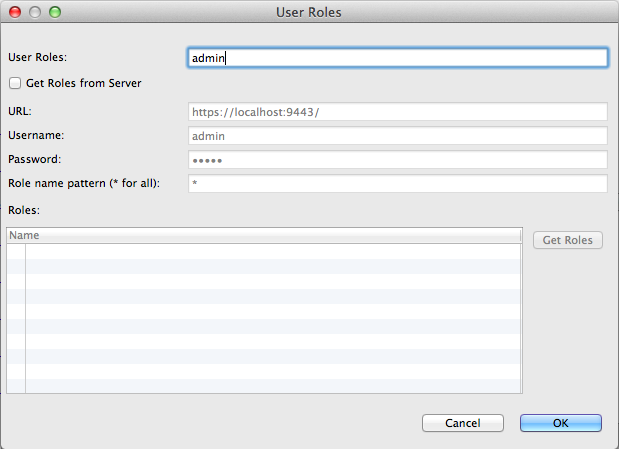 User Roles
User Roles: admin
Get Roles from Server
URL: https://localhost:9443/
Username: admin
Password: •••••
Role name pattern (* for all): *
Roles:
Name
Get Roles
Cancel OK